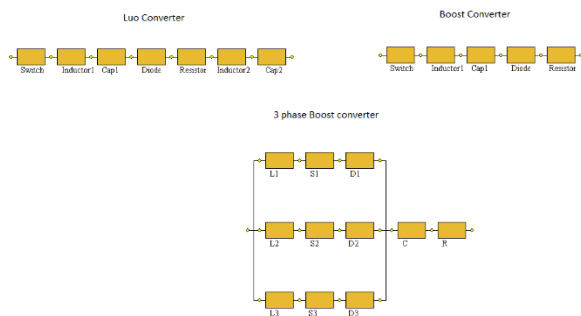 Luo Converter
Boost Converter
Switch Inductor1 Cap1 Diode Resistor Inductor2 Cap2
Switch Inductor1 Cap1 Diode Resistor
3 phase Boost converter
L1 S1 D1
L2 S2 D2 C R
L3 S3 D3